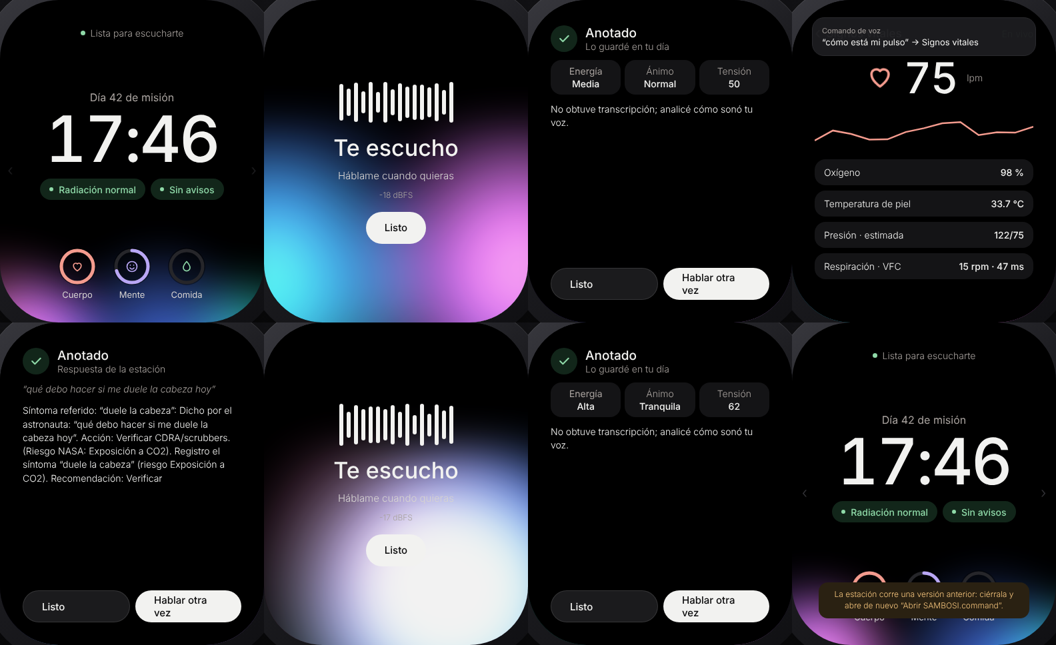 Lista para escucharte
Día 42 de misión
17:46
Radiación normal
Sin avisos
Cuerpo
Mente
Comida
Te escucho
Háblame cuando quieras
-18 dBFS
Listo
Anotado
Lo guardé en tu día
Energía
Media
Ánimo
Normal
Tensión
50
No obtuve transcripción; analicé cómo sonó tu
voz.
Listo
Hablar otra
vez
Comando de voz
“cómo está mi pulso” → Signos vitales
75 lpm
Oxígeno 98 %
Temperatura de piel 33.7 °C
Presión · estimada 122/75
Respiración · VFC 15 rpm · 47 ms
Anotado
Respuesta de la estación
“qué debo hacer si me duele la cabeza hoy”
Síntoma referido: “duele la cabeza”: Dicho por el
astronauta: “qué debo hacer si me duele la
cabeza hoy”. Acción: Verificar CDRA/scrubbers.
(Riesgo NASA: Exposición a CO2). Registro el
síntoma “duele la cabeza” (riesgo Exposición a
CO2). Recomendación: Verificar
Listo
Hablar otra
vez
Te escucho
Háblame cuando quieras
dBFS
Listo
Anotado
Lo guardé en tu día
Energía
Alta
Ánimo
Tranquila
Tensión
62
No obtuve transcripción; analicé cómo sonó tu
voz.
Listo
Hablar otra
vez
Lista para escucharte
Día 42 de misión
17:46
Radiación normal
Sin avisos
La estación corre una versión anterior: ciérrala y
abre de nuevo “Abrir SAMBOSI.command”.
Cuerpo
Mente
Comida